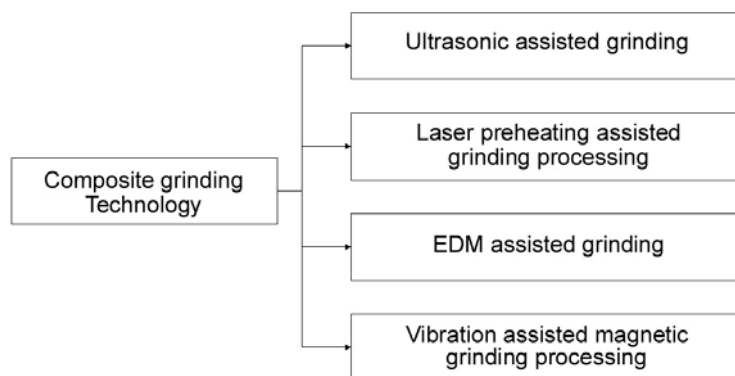 Ultrasonic assisted grinding
Laser preheating assisted
grinding processing
Composite grinding
Technology
EDM assisted grinding
Vibration assisted magnetic
grinding processing